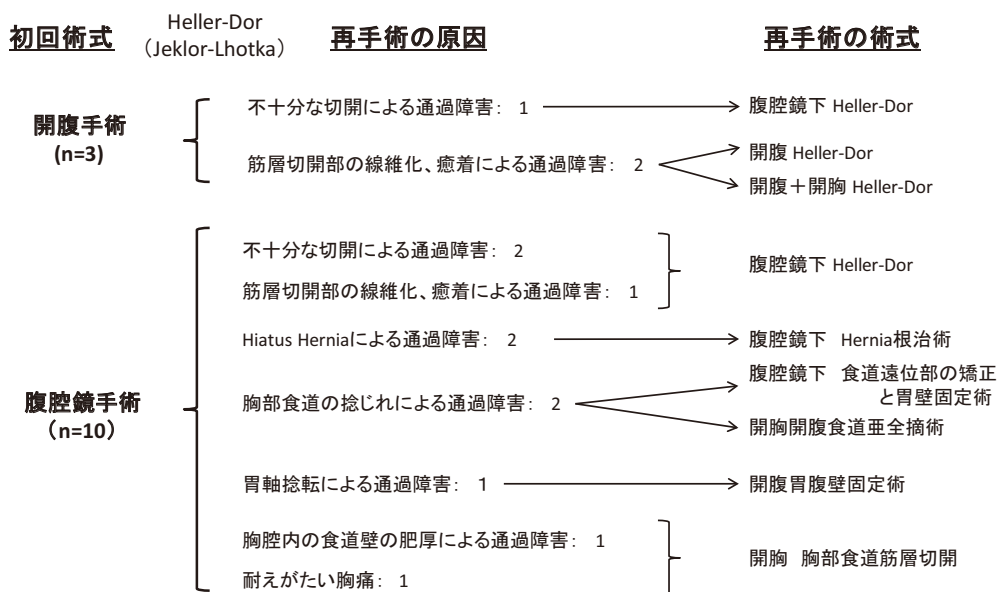 初回術式 Heller-Dor 再手術の原因 再手術の術式
（Jeklor-Lhotka）
開腹手術
(n=3)
不十分な切開による通過障害： 1 腹腔鏡下 Heller-Dor
筋層切開部の線維化、癒着による通過障害： 2 開腹 Heller-Dor
開腹＋開胸 Heller-Dor
腹腔鏡手術
（n=10）
不十分な切開による通過障害： 2
筋層切開部の線維化、癒着による通過障害： 1
腹腔鏡下 Heller-Dor
Hiatus Herniaによる通過障害： 2 腹腔鏡下 Hernia根治術
胸部食道の捻じれによる通過障害： 2 腹腔鏡下 食道遠位部の矯正
と胃壁固定術
開胸開腹食道亜全摘術
胃軸捻転による通過障害： 1 開腹胃腹壁固定術
胸腔内の食道壁の肥厚による通過障害： 1
耐えがたい胸痛： 1
開胸 胸部食道筋層切開